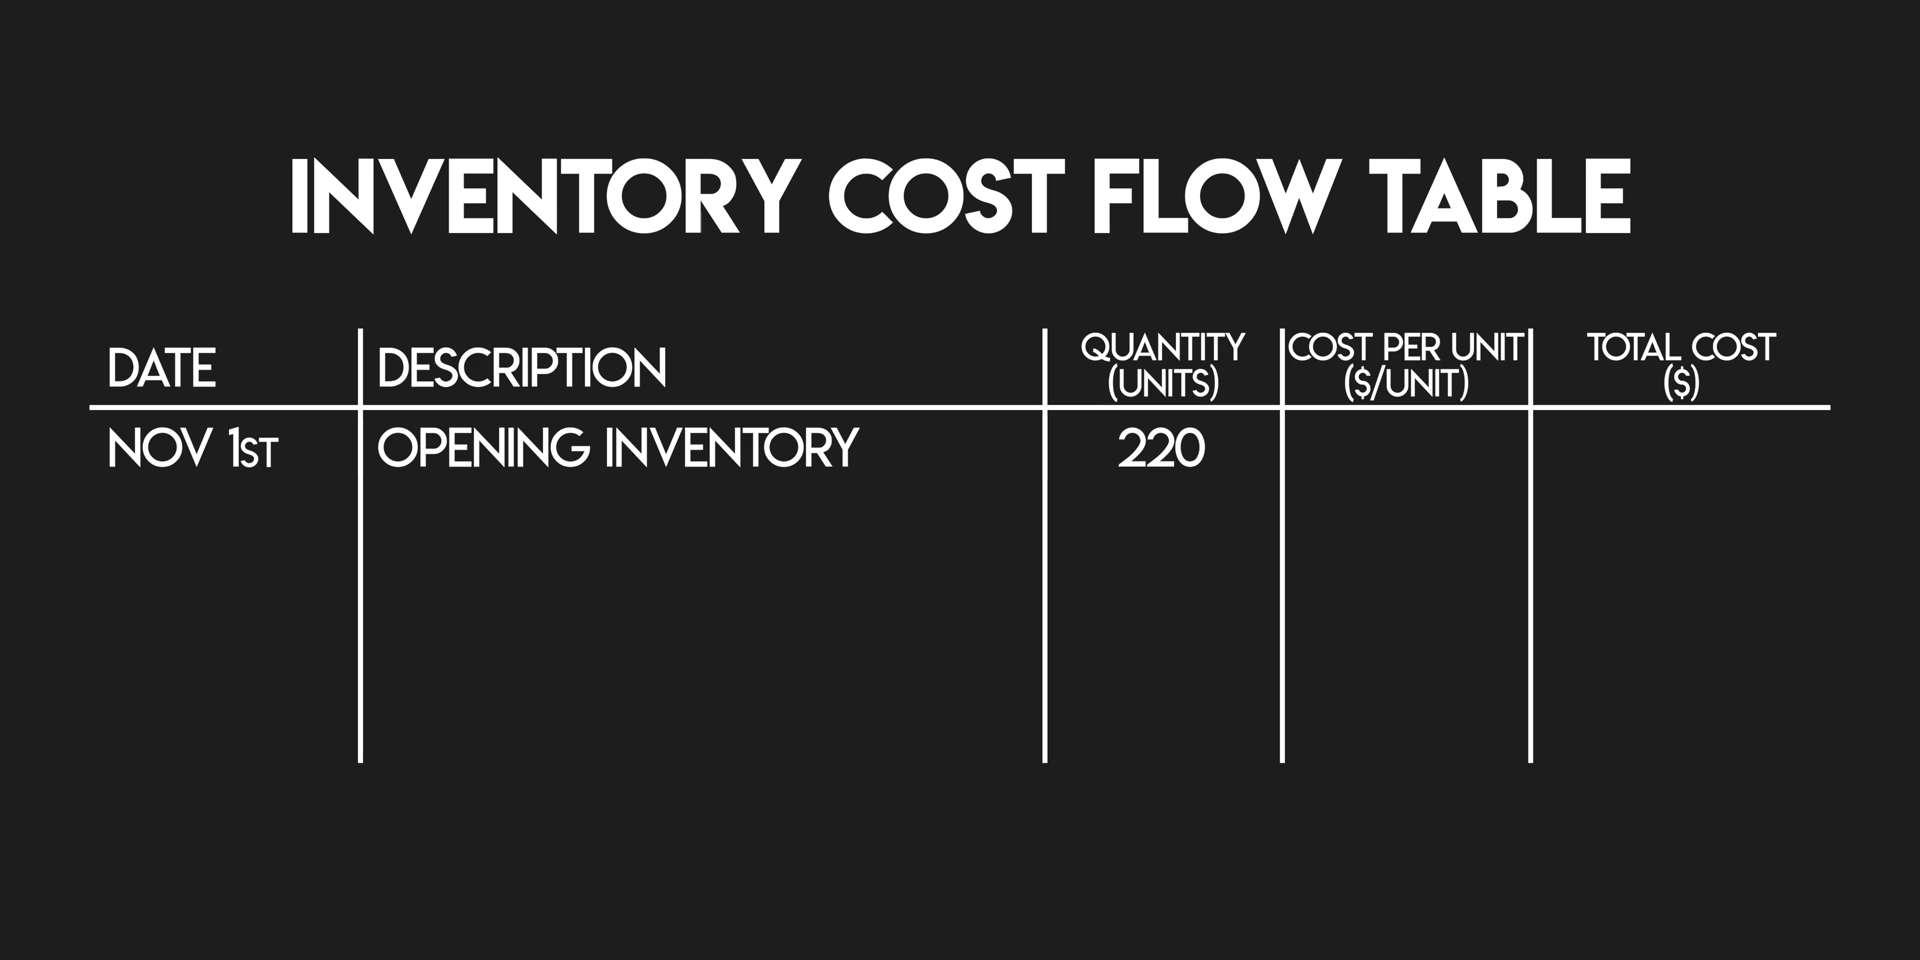 INVENTORY COST FLOW TABLE
DATE DESCRIPTION QUANTITY (UNITS) COST PER UNIT ($/UNIT) TOTAL COST ($)
NOV 1ST OPENING INVENTORY 220